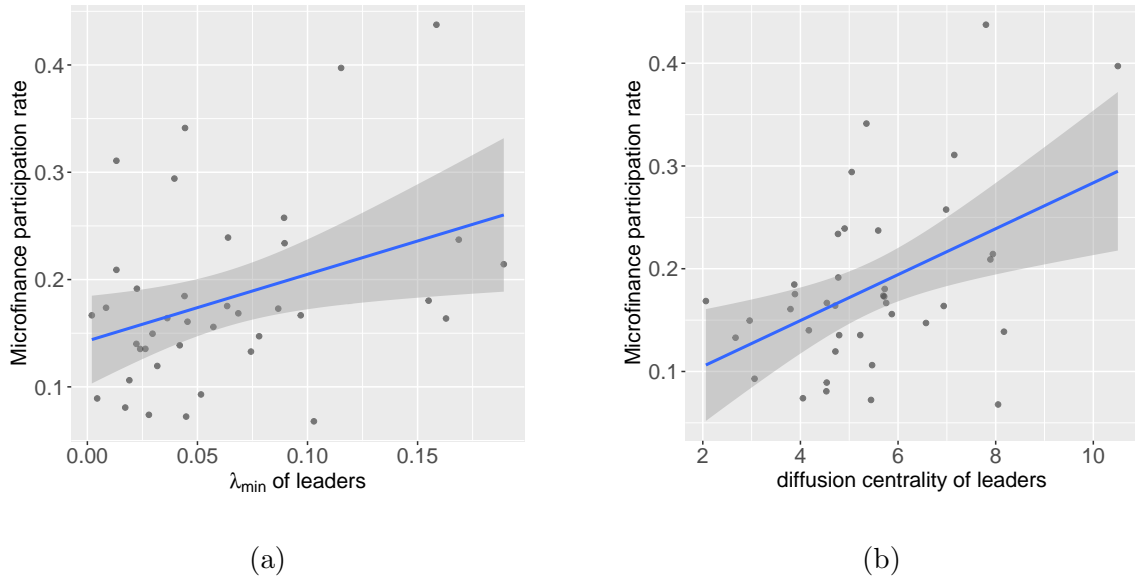 Microfinance participation rate
0.4
0.3
0.2
0.1
0.00 0.05 0.10 0.15
λmin of leaders
(a)
Microfinance participation rate
0.4
0.3
0.2
0.1
2 4 6 8 10
diffusion centrality of leaders
(b)